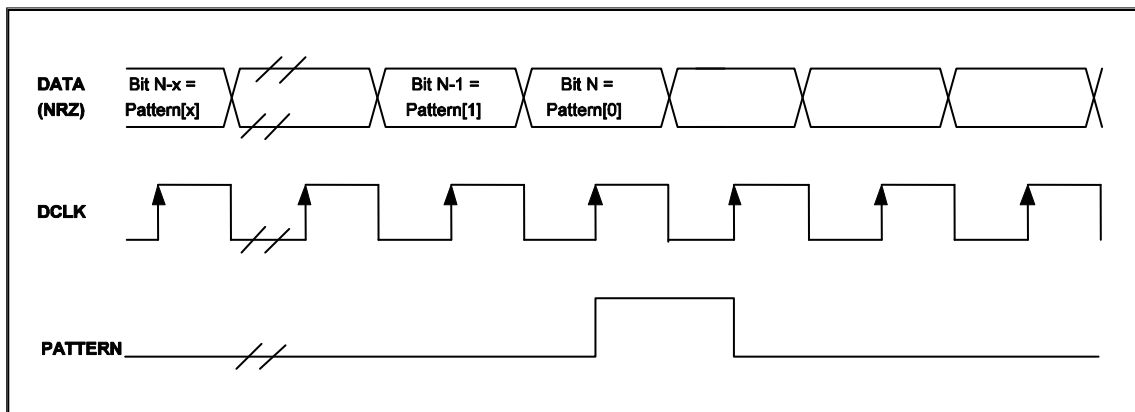 DATA
(NRZ)
Bit N-x =
Pattern[x]
Bit N-1 =
Pattern[1]
Bit N =
Pattern[0]
DCLK
PATTERN